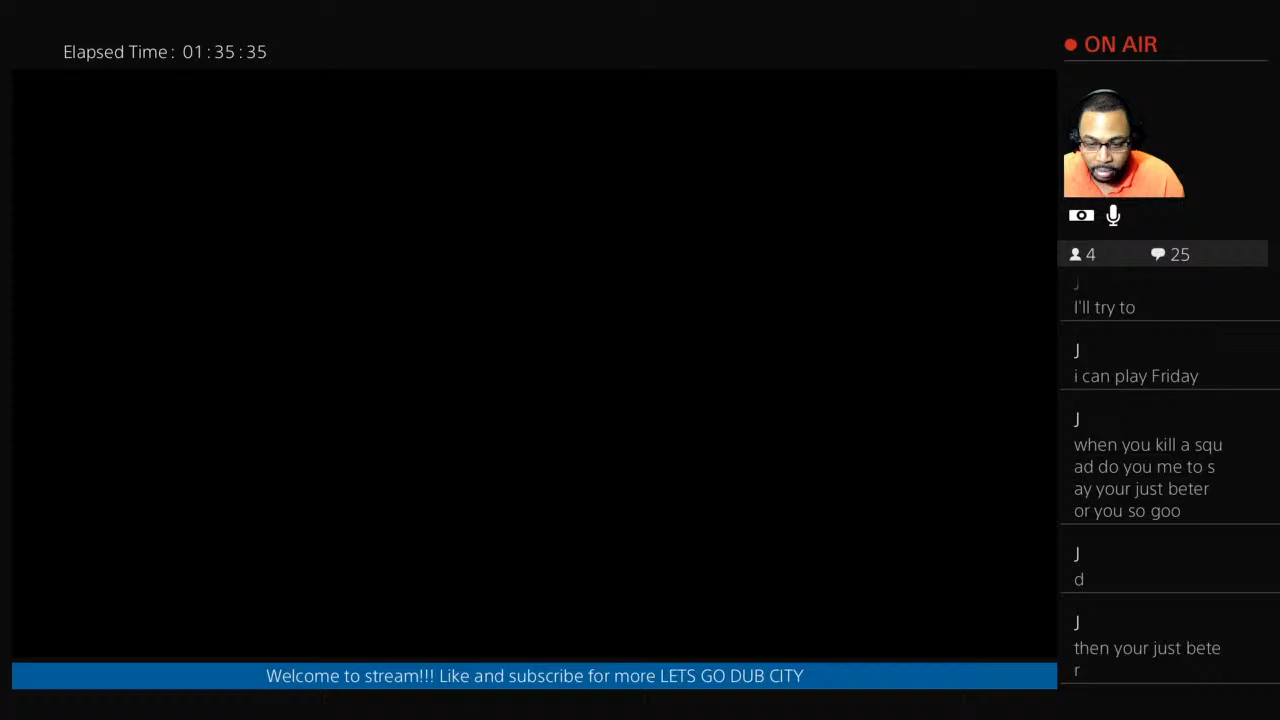 Elapsed Time: 01:35:35
ON AIR
4 25
J
I'll try to
J
i can play Friday
J
when you kill a squ
ad do you me to s
ay your just beter
or you so goo
J
d
J
then your just bete
r
Welcome to stream!!! Like and subscribe for more LETS GO DUB CITY